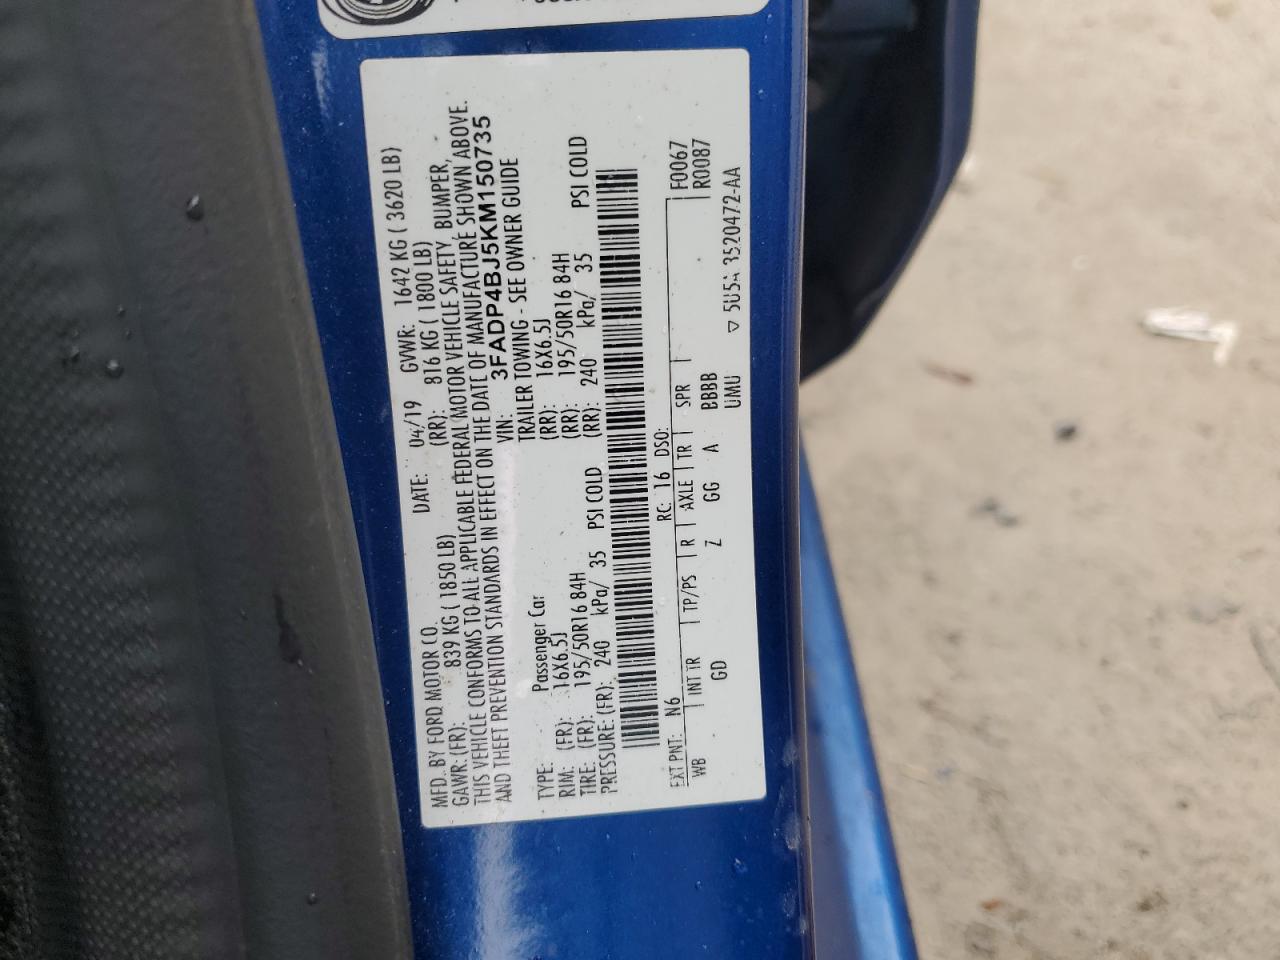 MFD. BY FORD MOTOR CO. DATE: 04/19 GVWR: 1642 KG ( 3620 LB)
GAWR: (FR): 839 KG ( 1850 LB) (RR): 816 KG ( 1800 LB)
THIS VEHICLE CONFORMS TO ALL APPLICABLE FEDERAL MOTOR VEHICLE SAFETY, BUMPER,
AND THEFT PREVENTION STANDARDS IN EFFECT ON THE DATE OF MANUFACTURE SHOWN ABOVE.
VIN: 3FADP4BJ5KM150735
TYPE: Passenger Car TRAILER TOWING - SEE OWNER GUIDE
RIM: (FR): 16X6.5J (RR): 16X6.5J
TIRE: (FR): 195/50R16 84H (RR): 195/50R16 84H
PRESSURE: (FR): 240 kPa/ 35 PSI COLD (RR): 240 kPa/ 35 PSI COLD
EXT PNT: N6 RC: 16 DSO: F0067
WB INT TR TP/PS R AXLE TR SPR R0087
GD Z GG A BBBB
UMU ▽ 5U5A 3520472-AA